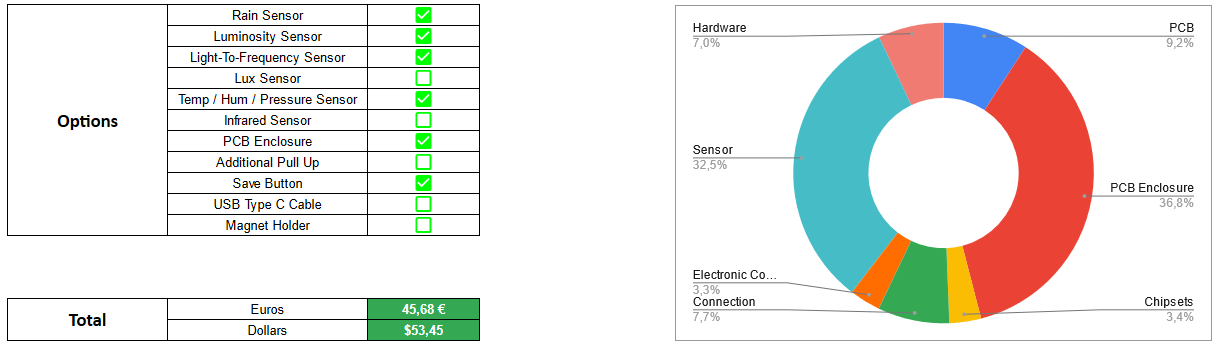 Options
Rain Sensor
Luminosity Sensor
Light-To-Frequency Sensor
Lux Sensor
Temp / Hum / Pressure Sensor
Infrared Sensor
PCB Enclosure
Additional Pull Up
Save Button
USB Type C Cable
Magnet Holder
Total
Euros 45,68 €
Dollars $53,45
Hardware
7,0%
PCB
9,2%
Sensor
32,5%
PCB Enclosure
36,8%
Electronic Co...
3,3%
Connection
7,7%
Chipsets
3,4%